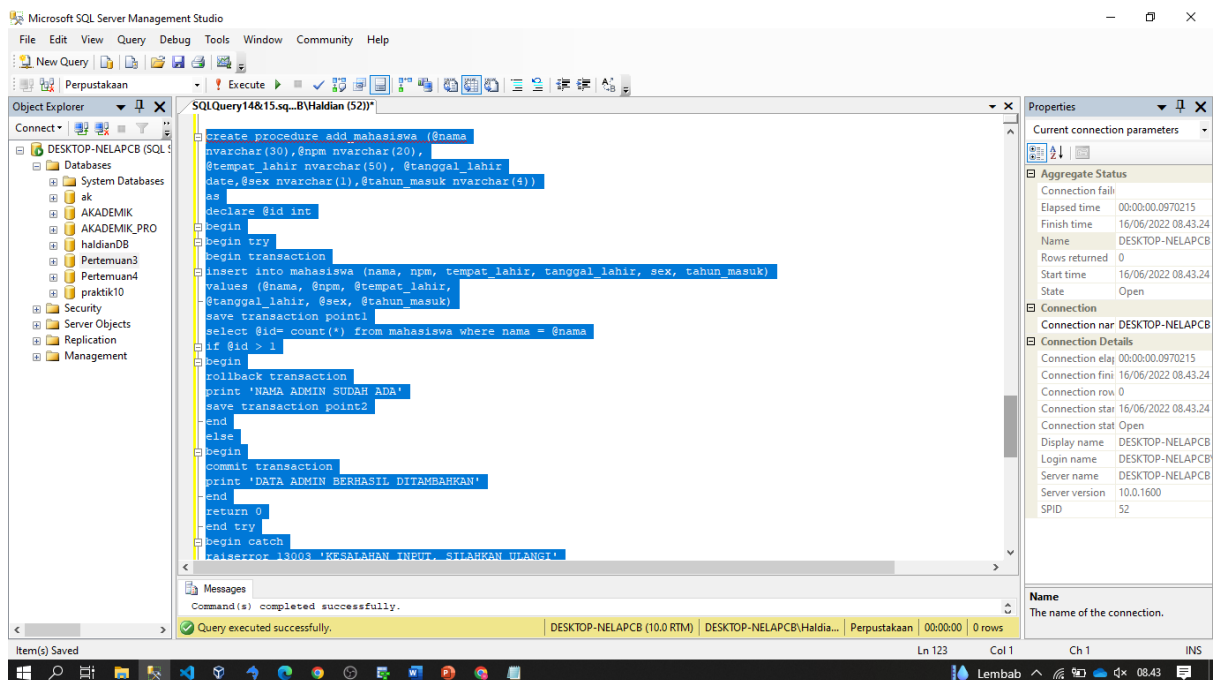 Microsoft SQL Server Management Studio
File Edit View Query Debug Tools Window Community Help
New Query
Perpustakaan
Execute
Object Explorer
Connect
DESKTOP-NELAPCB (SQL S
Databases
System Databases
ak
AKADEMIK
AKADEMIK_PRO
haldianDB
Pertemuan3
Pertemuan4
praktik10
Security
Server Objects
Replication
Management
SQLQuery14&15.sq...B\Haldian (52))*
create procedure add_mahasiswa (@nama
nvarchar(30),@npm nvarchar(20),
@tempat_lahir nvarchar(50), @tanggal_lahir
date,@sex nvarchar(1),@tahun_masuk nvarchar(4))
as
declare @id int
begin
begin try
begin transaction
insert into mahasiswa (nama, npm, tempat_lahir, tanggal_lahir, sex, tahun_masuk)
values (@nama, @npm, @tempat_lahir,
@tanggal_lahir, @sex, @tahun_masuk)
save transaction point1
select @id= count(*) from mahasiswa where nama = @nama
if @id > 1
begin
rollback transaction
print 'NAMA ADMIN SUDAH ADA'
save transaction point2
end
else
begin
commit transaction
print 'DATA ADMIN BERHASIL DITAMBAHKAN'
end
return 0
end try
begin catch
raiserror 13003 'KESALAHAN INPUT, SILAHKAN ULANGI'
Messages
Command(s) completed successfully.
Query executed successfully.
DESKTOP-NELAPCB (10.0 RTM) DESKTOP-NELAPCB\Haldia... Perpustakaan 00:00:00 0 rows
Properties
Current connection parameters
Aggregate Status
Connection failu
Elapsed time 00:00:00.0970215
Finish time 16/06/2022 08.43.24
Name DESKTOP-NELAPCB
Rows returned 0
Start time 16/06/2022 08.43.24
State Open
Connection
Connection nar DESKTOP-NELAPCB
Connection Details
Connection elap 00:00:00.0970215
Connection fini 16/06/2022 08.43.24
Connection row 0
Connection star 16/06/2022 08.43.24
Connection stat Open
Display name DESKTOP-NELAPCB
Login name DESKTOP-NELAPCB\
Server name DESKTOP-NELAPCB
Server version 10.0.1600
SPID 52
Name
The name of the connection.
Item(s) Saved
Ln 123 Col 1 Ch 1 INS
Lembab 08.43